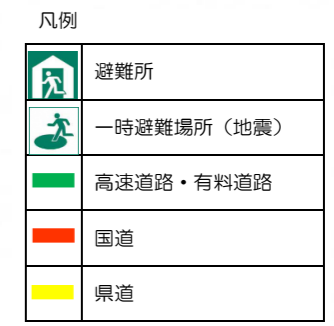 凡例
避難所
一時避難場所（地震）
高速道路・有料道路
国道
県道